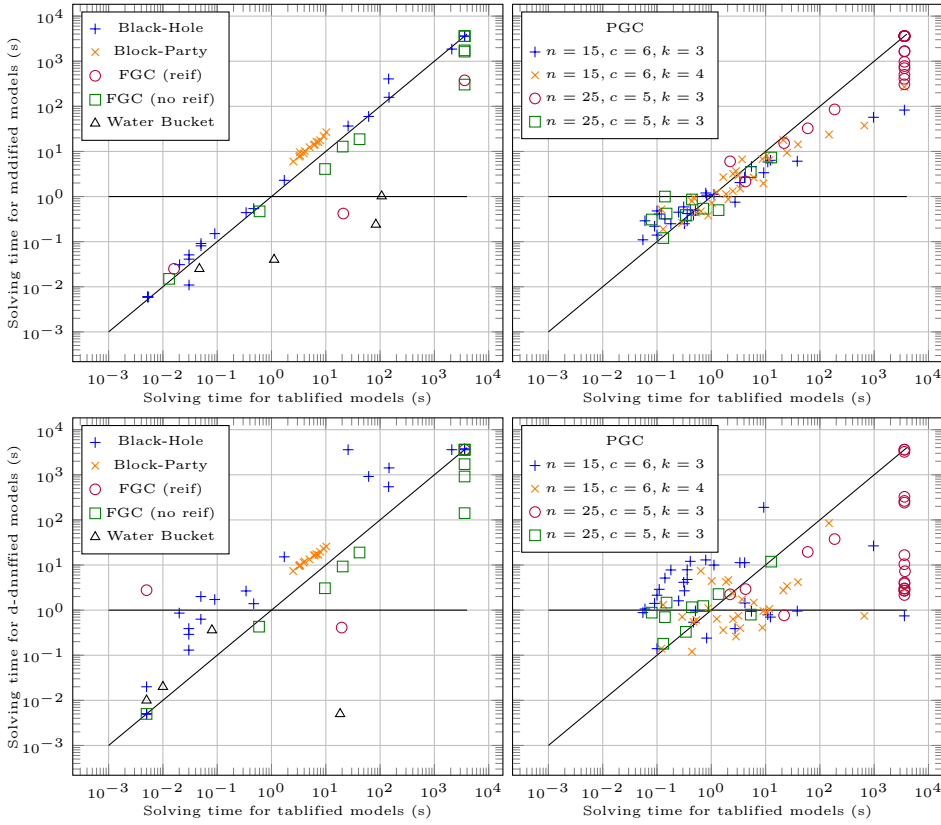 10^4
10^3
10^2
10^1
10^0
10^−1
10^−2
10^−3
Solving time for mddified models (s)
Black-Hole
Block-Party
FGC (reif)
FGC (no reif)
Water Bucket
10^−3 10^−2 10^−1 10^0 10^1 10^2 10^3 10^4
Solving time for tablified models (s)
PGC
n = 15, c = 6, k = 3
n = 15, c = 6, k = 4
n = 25, c = 5, k = 3
n = 25, c = 5, k = 3
10^−3 10^−2 10^−1 10^0 10^1 10^2 10^3 10^4
Solving time for tablified models (s)
10^4
10^3
10^2
10^1
10^0
10^−1
10^−2
10^−3
Solving time for d-dnnffied models (s)
Black-Hole
Block-Party
FGC (reif)
FGC (no reif)
Water Bucket
10^−3 10^−2 10^−1 10^0 10^1 10^2 10^3 10^4
Solving time for tablified models (s)
PGC
n = 15, c = 6, k = 3
n = 15, c = 6, k = 4
n = 25, c = 5, k = 3
n = 25, c = 5, k = 3
10^−3 10^−2 10^−1 10^0 10^1 10^2 10^3 10^4
Solving time for tablified models (s)